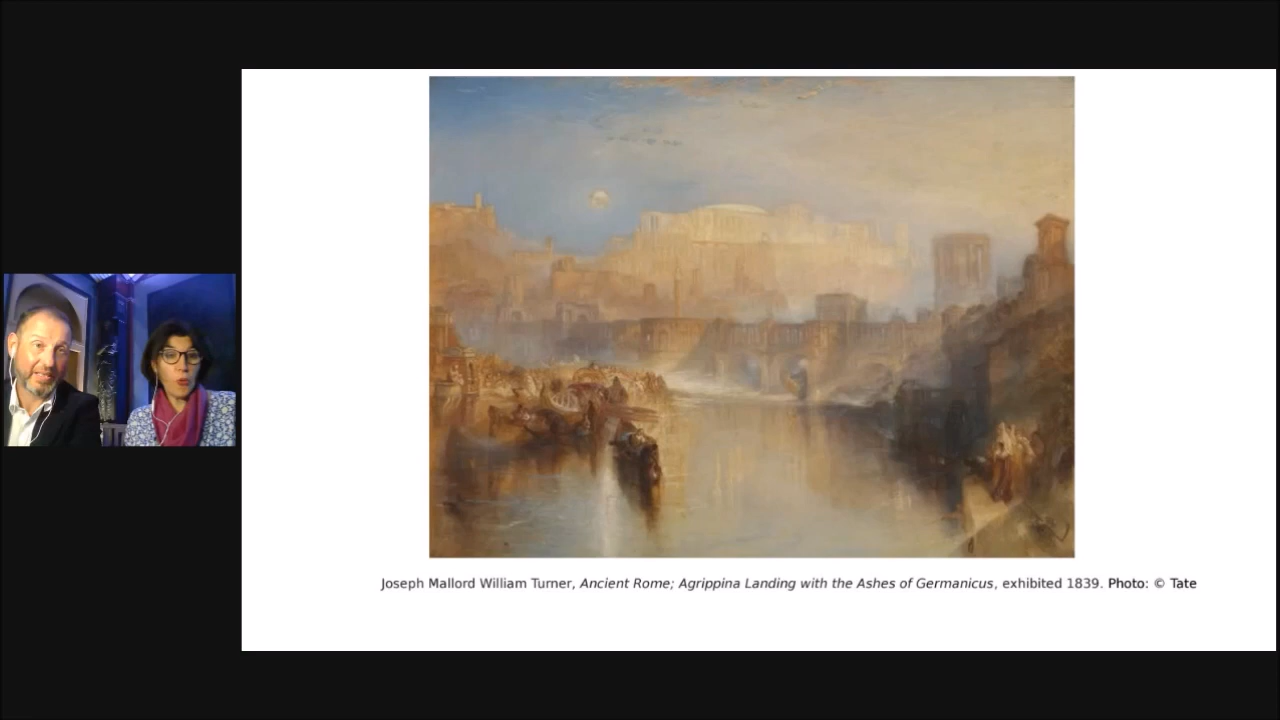 Joseph Mallord William Turner, Ancient Rome; Agrippina Landing with the Ashes of Germanicus, exhibited 1839. Photo: © Tate